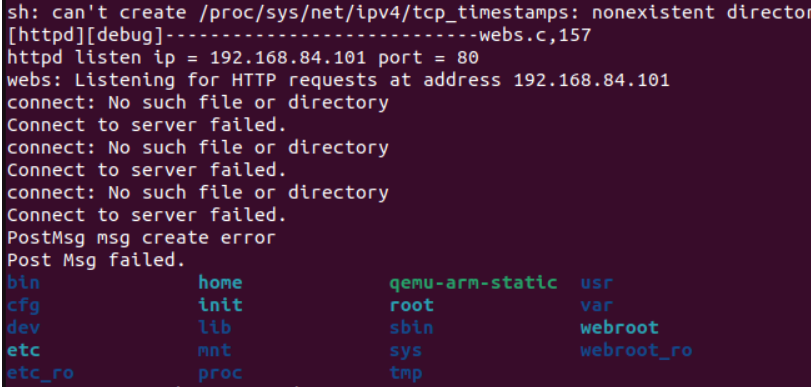 sh: can't create /proc/sys/net/ipv4/tcp_timestamps: nonexistent director
[httpd][debug]----------------------------webs.c,157
httpd listen ip = 192.168.84.101 port = 80
webs: Listening for HTTP requests at address 192.168.84.101
connect: No such file or directory
Connect to server failed.
connect: No such file or directory
Connect to server failed.
connect: No such file or directory
Connect to server failed.
PostMsg msg create error
Post Msg failed.
bin home qemu-arm-static usr
cfg init root var
dev lib sbin webroot
etc mnt sys webroot_ro
etc_ro proc tmp